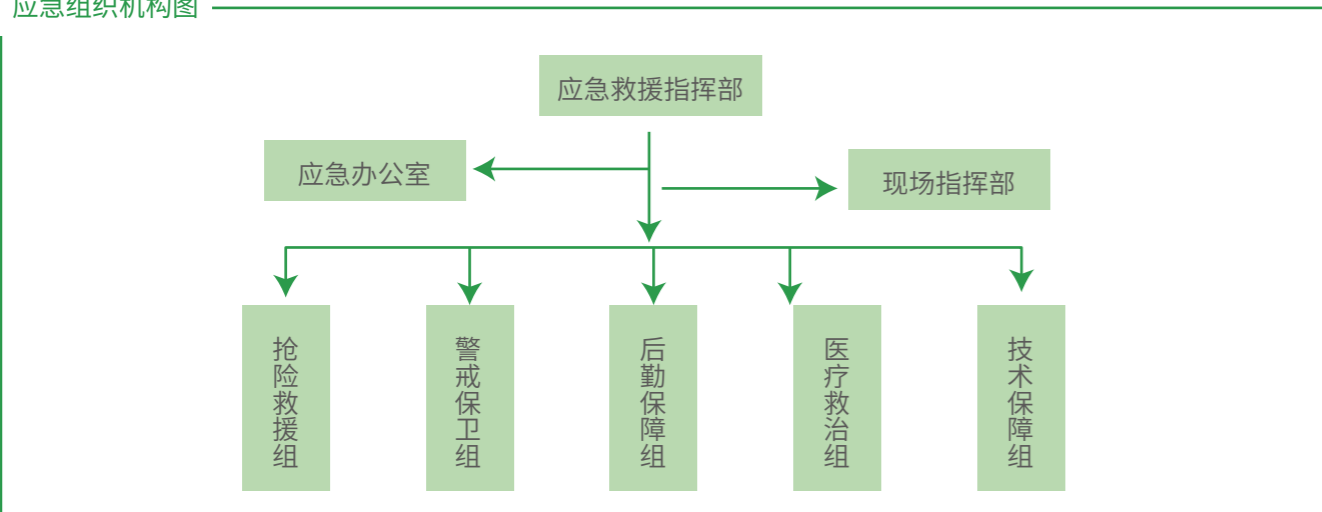 应急组织机构图
应急救援指挥部
应急办公室
现场指挥部
抢险救援组
警戒保卫组
后勤保障组
医疗救治组
技术保障组